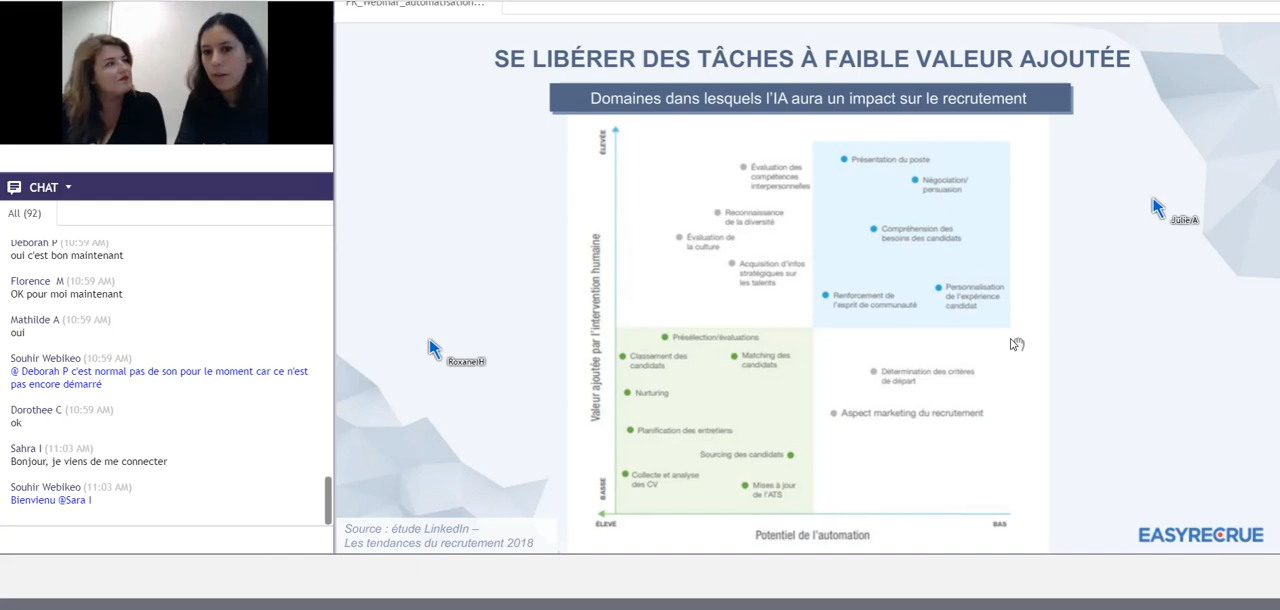 PR_Webinar_automatisation...
SE LIBÉRER DES TÂCHES À FAIBLE VALEUR AJOUTÉE
Domaines dans lesquels l'IA aura un impact sur le recrutement
CHAT
All (92)
Deborah P (10:59 AM)
oui c'est bon maintenant
Florence M (10:59 AM)
OK pour moi maintenant
Mathilde A (10:59 AM)
oui
Souhir Webikeo (10:59 AM)
@ Deborah P c'est normal pas de son pour le moment car ce n'est
pas encore démarré
Dorothee C (10:59 AM)
ok
Sahra I (11:03 AM)
Bonjour, je viens de me connecter
Souhir Webikeo (11:03 AM)
Bienvienu @Sara I
ÉLEVÉE
Valeur ajoutée par l'intervention humaine
BASSE
Évaluation des
compétences
interpersonnelles
Reconnaissance
de la diversité
Évaluation de
la culture
Acquisition d'infos
stratégiques sur
les talents
Présentation du poste
Négociation/
persuasion
Compréhension des
besoins des candidats
Renforcement de
l'esprit de communauté
Personnalisation
de l'expérience
candidat
Présélection/évaluations
Classement des
candidats
Matching des
candidats
Nurturing
Planification des entretiens
Sourcing des candidats
Collecte et analyse
des CV
Mises à jour
de l'ATS
Détermination des critères
de départ
Aspect marketing du recrutement
ÉLEVÉ
BAS
Potentiel de l'automation
Julie A
Roxane H
Source : étude LinkedIn –
Les tendances du recrutement 2018
EASYRECRUE